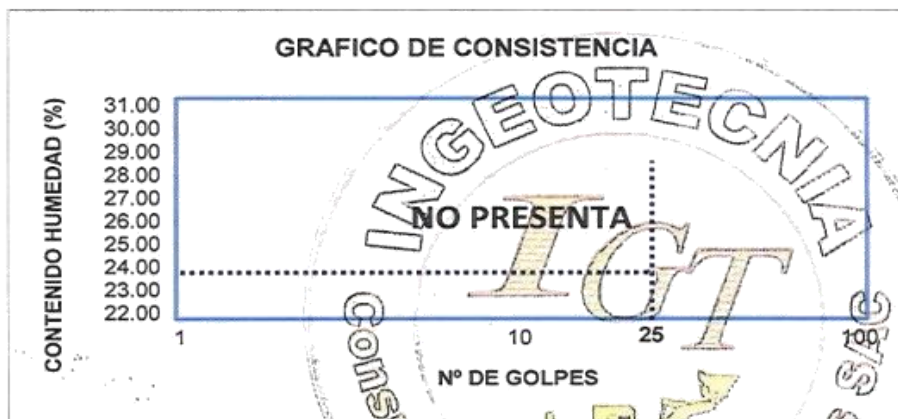 GRAFICO DE CONSISTENCIA
CONTENIDO HUMEDAD (%)
31.00
30.00
29.00
28.00
27.00
26.00
25.00
24.00
23.00
22.00
INGEOTECNIA
NO PRESENTA
IGT
1 10 25 100
Nº DE GOLPES
SAC